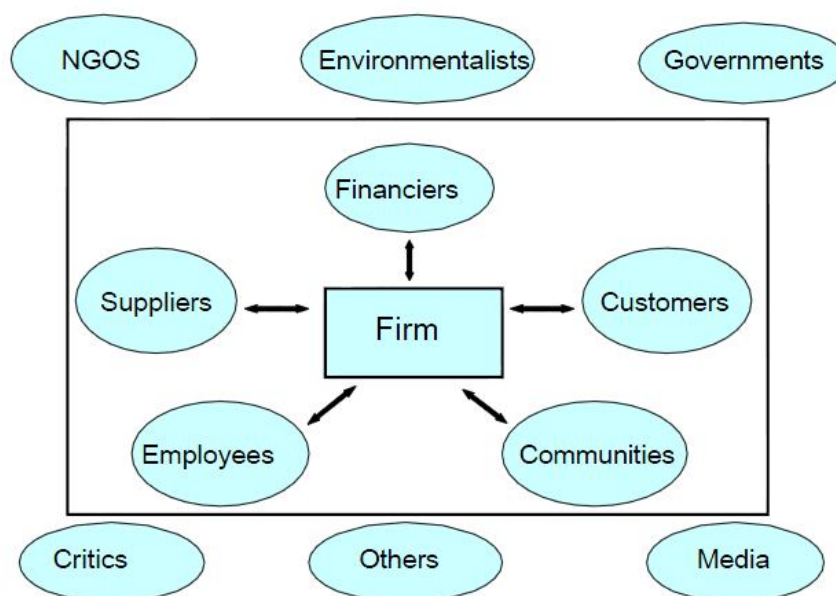 NGOS
Environmentalists
Governments
Financiers
Suppliers
Firm
Customers
Employees
Communities
Critics
Others
Media